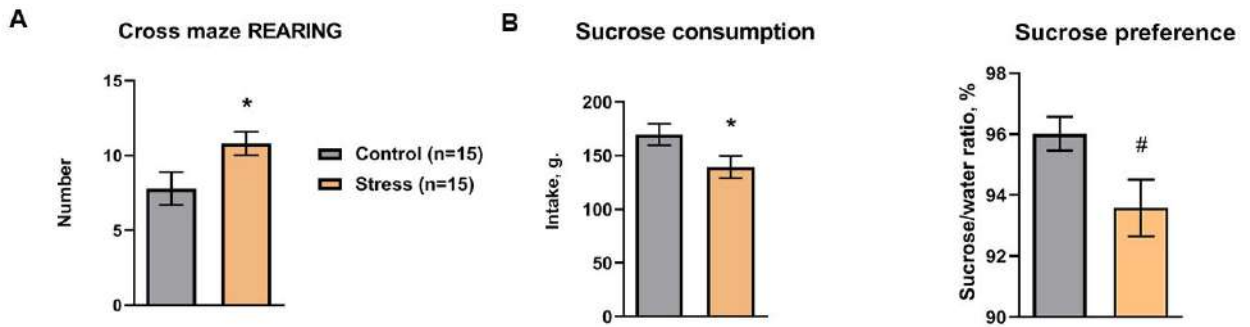 A
Cross maze REARING
Number
15
10
5
0
*
Control (n=15)
Stress (n=15)
B
Sucrose consumption
Intake, g.
200
150
100
50
0
*
Sucrose preference
Sucrose/water ratio, %
98
96
94
92
90
#